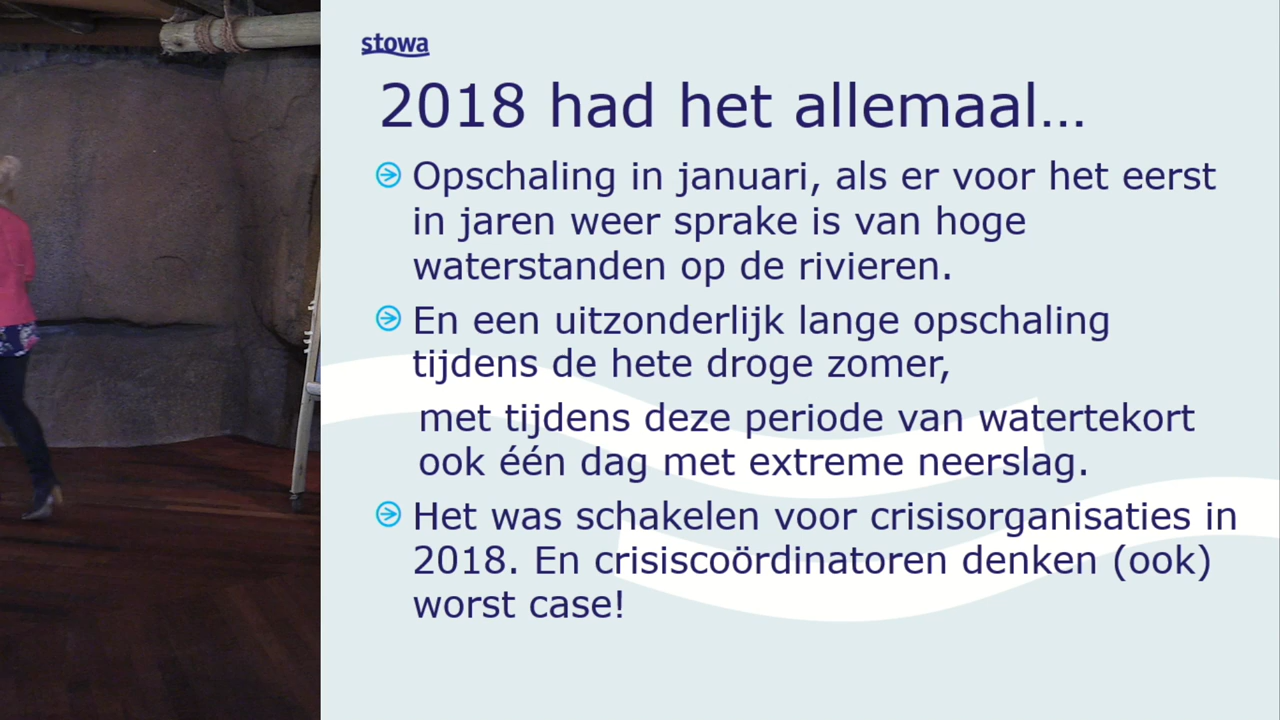 stowa
2018 had het allemaal...
Opschaling in januari, als er voor het eerst
in jaren weer sprake is van hoge
waterstanden op de rivieren.
En een uitzonderlijk lange opschaling
tijdens de hete droge zomer,
met tijdens deze periode van watertekort
ook één dag met extreme neerslag.
Het was schakelen voor crisisorganisaties in
2018. En crisiscoördinatoren denken (ook)
worst case!